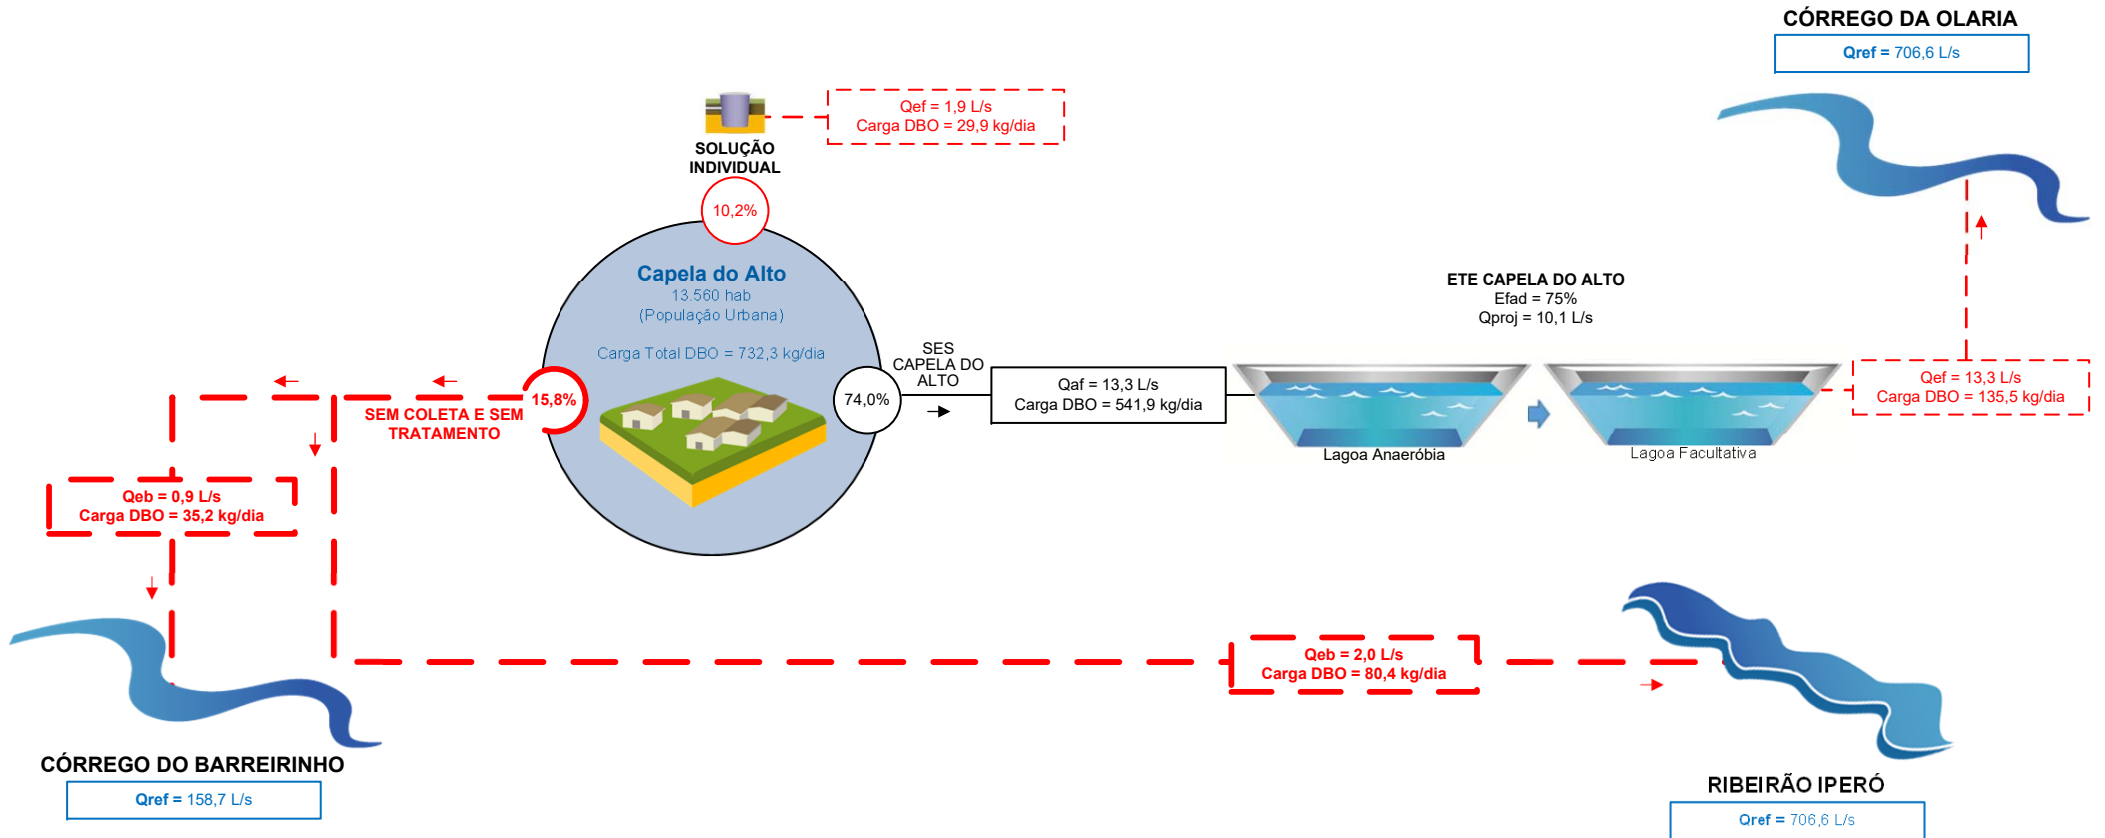 CÓRREGO DA OLARIA
Qref = 706,6 L/s
Qef = 1,9 L/s
Carga DBO = 29,9 kg/dia
SOLUÇÃO
INDIVIDUAL
10,2%
Capela do Alto
13.560 hab
(População Urbana)
Carga Total DBO = 732,3 kg/dia
ETE CAPELA DO ALTO
Efad = 75%
Qproj = 10,1 L/s
SES
CAPELA DO
ALTO
74,0%
Qaf = 13,3 L/s
Carga DBO = 541,9 kg/dia
Lagoa Anaeróbia
Lagoa Facultativa
Qef = 13,3 L/s
Carga DBO = 135,5 kg/dia
15,8%
SEM COLETA E SEM
TRATAMENTO
Qeb = 0,9 L/s
Carga DBO = 35,2 kg/dia
Qeb = 2,0 L/s
Carga DBO = 80,4 kg/dia
CÓRREGO DO BARREIRINHO
Qref = 158,7 L/s
RIBEIRÃO IPERÓ
Qref = 706,6 L/s